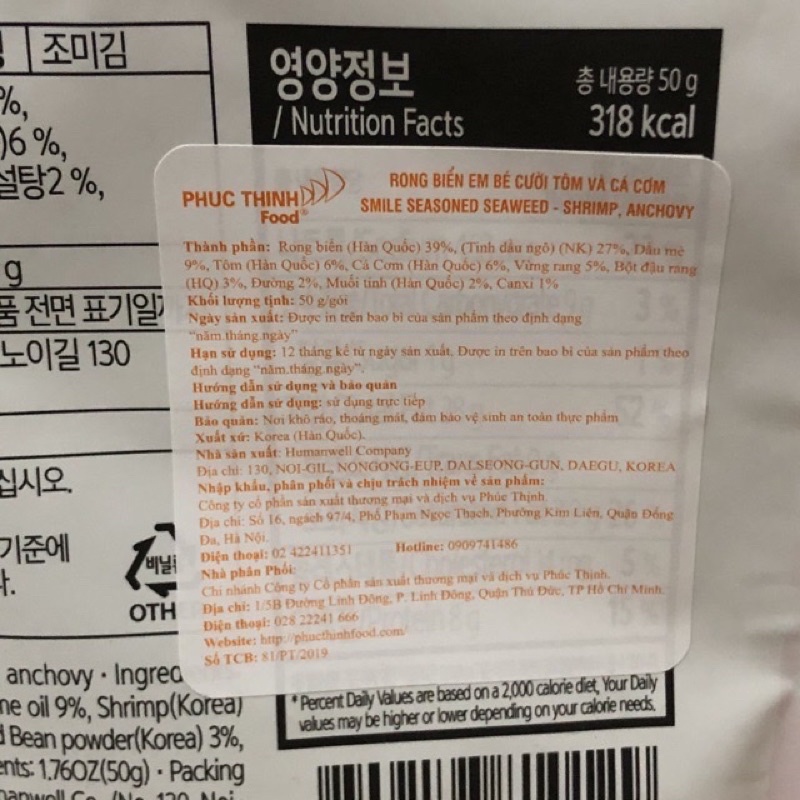 조미김
%,
)6 %,
설탕2 %,
g
품 전면 표기일
노이길 130
십시오.
기준에
다.
비닐
OTH
anchovy · Ingred
ne oil 9%, Shrimp(Korea)
d Bean powder(Korea) 3%,
ents: 1.76OZ(50g) · Packing
영양정보
/ Nutrition Facts
총 내용량 50 g
318 kcal
PHUC THINH
Food®
RONG BIỂN EM BÉ CƯỜI TÔM VÀ CÁ CƠM
SMILE SEASONED SEAWEED - SHRIMP, ANCHOVY
Thành phần: Rong biển (Hàn Quốc) 39%, (Tinh dầu ngô) (NK) 27%, Dầu mè
9%, Tôm (Hàn Quốc) 6%, Cá Cơm (Hàn Quốc) 6%, Vừng rang 5%, Bột đậu rang
(HQ) 3%, Đường 2%, Muối tinh (Hàn Quốc) 2%, Canxi 1%
Khối lượng tịnh: 50 g/gói
Ngày sản xuất: Được in trên bao bì của sản phẩm theo định dạng
"năm.tháng.ngày"
Hạn sử dụng: 12 tháng kể từ ngày sản xuất. Được in trên bao bì của sản phẩm theo
định dạng "năm.tháng.ngày".
Hướng dẫn sử dụng và bảo quản
Hướng dẫn sử dụng: sử dụng trực tiếp
Bảo quản: Nơi khô ráo, thoáng mát, đảm bảo vệ sinh an toàn thực phẩm
Xuất xứ: Korea (Hàn Quốc).
Nhà sản xuất: Humanwell Company
Địa chỉ: 130, NOI-GIL, NONGONG-EUP, DALSEONG-GUN, DAEGU, KOREA
Nhập khẩu, phân phối và chịu trách nhiệm về sản phẩm:
Công ty cổ phần sản xuất thương mại và dịch vụ Phúc Thịnh
Địa chỉ: Số 16, ngách 97/4, Phố Phạm Ngọc Thạch, Phường Kim Liên, Quận Đống
Đa, Hà Nội.
Điện thoại: 02 422411351 Hotline: 0909741486
Nhà phân Phối:
Chi nhánh Công ty Cổ phần sản xuất thương mại và dịch vụ Phúc Thịnh.
Địa chỉ: 1/5B Đường Linh Đông, P. Linh Đông, Quận Thủ Đức, TP Hồ Chí Minh.
Điện thoại: 028 22241 666
Website: http://phucthinhfood.com/
Số TCB: 81/PT/2019
* Percent Daily Values are based on a 2,000 calorie diet, Your Daily
values may be higher or lower depending on your calorie needs.